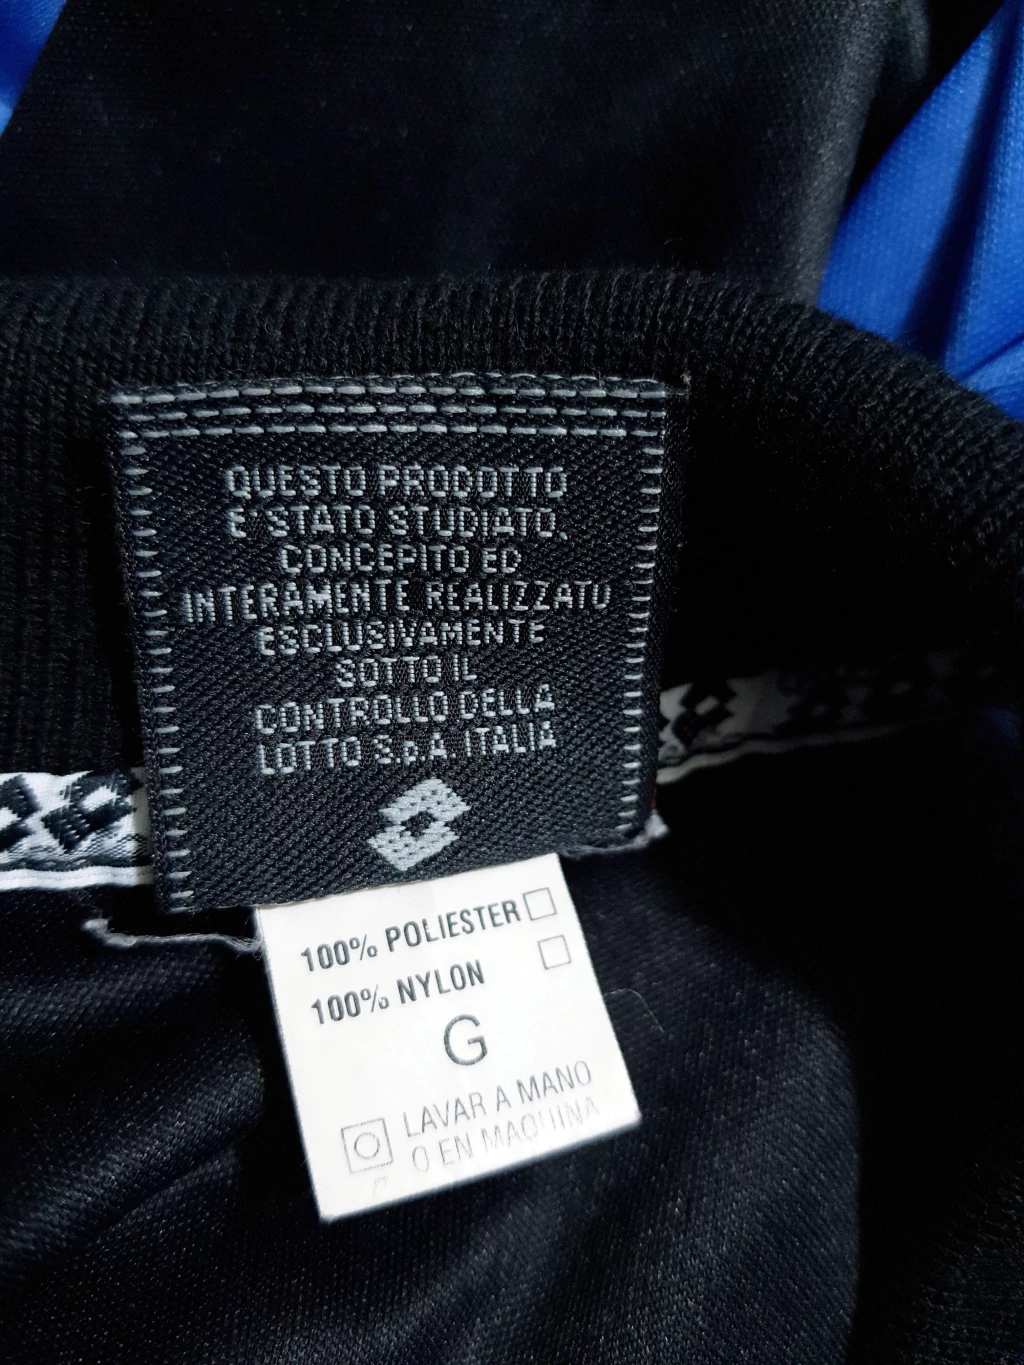 QUESTO PRODOTTO
E' STATO STUDIATO,
CONCEPITO ED
INTERAMENTE REALIZZATO
ESCLUSIVAMENTE
SOTTO IL
CONTROLLO DELLA
LOTTO S.p.A. ITALIA
100% POLIESTER
100% NYLON
G
LAVAR A MANO
O EN MAQUINA